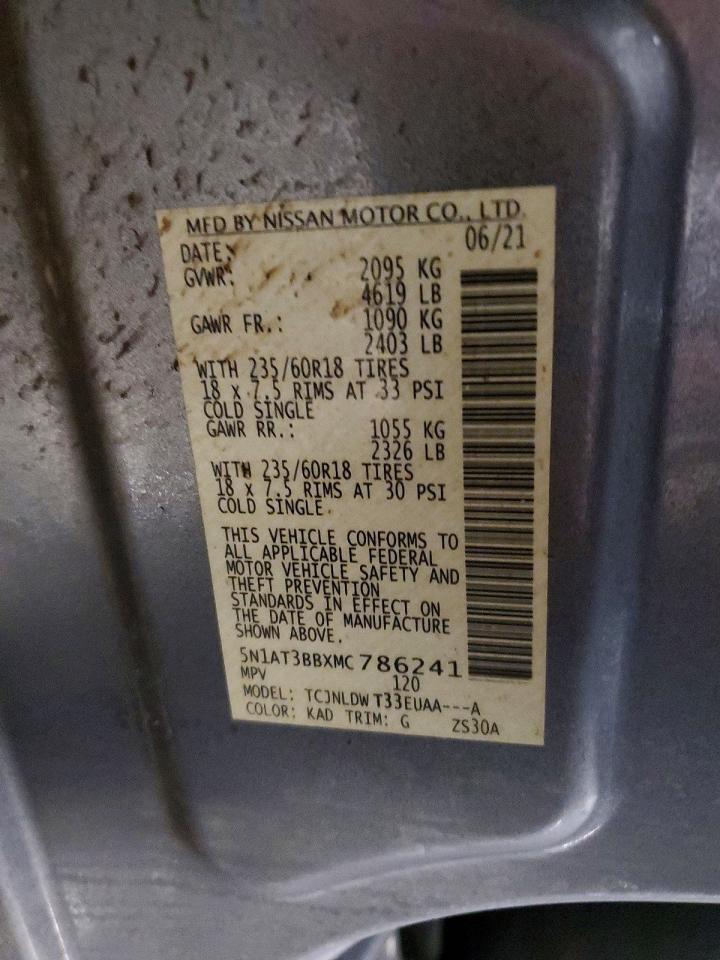 MFD BY NISSAN MOTOR CO., LTD.
DATE: 06/21
GVWR: 2095 KG
4619 LB
GAWR FR.: 1090 KG
2403 LB
WITH 235/60R18 TIRES
18 x 7.5 RIMS AT 33 PSI
COLD SINGLE
GAWR RR.: 1055 KG
2326 LB
WITH 235/60R18 TIRES
18 x 7.5 RIMS AT 30 PSI
COLD SINGLE
THIS VEHICLE CONFORMS TO
ALL APPLICABLE FEDERAL
MOTOR VEHICLE SAFETY AND
THEFT PREVENTION
STANDARDS IN EFFECT ON
THE DATE OF MANUFACTURE
SHOWN ABOVE.
5N1AT3BBXMC786241
MPV 120
MODEL: TCJNLDW T33EUAA---A
COLOR: KAD TRIM: G ZS30A